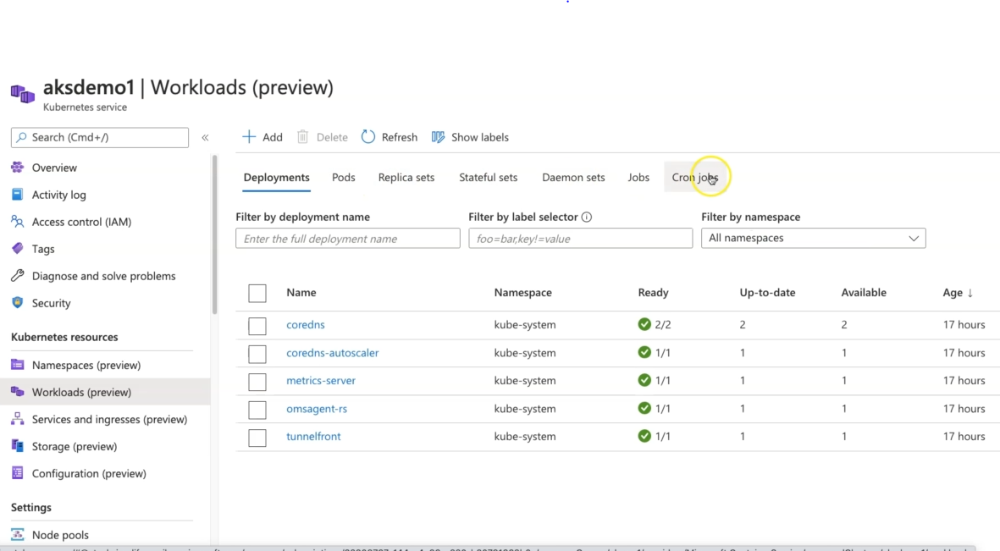 aksdemo1 | Workloads (preview)
Kubernetes service
Search (Cmd+/)
«
Add
Delete
Refresh
Show labels
Overview
Activity log
Access control (IAM)
Tags
Diagnose and solve problems
Security
Kubernetes resources
Namespaces (preview)
Workloads (preview)
Services and ingresses (preview)
Storage (preview)
Configuration (preview)
Settings
Node pools
Deployments Pods Replica sets Stateful sets Daemon sets Jobs Cron jobs
Filter by deployment name Filter by label selector Filter by namespace
Enter the full deployment name foo=bar,key!=value All namespaces
Name Namespace Ready Up-to-date Available Age ↓
coredns kube-system 2/2 2 2 17 hours
coredns-autoscaler kube-system 1/1 1 1 17 hours
metrics-server kube-system 1/1 1 1 17 hours
omsagent-rs kube-system 1/1 1 1 17 hours
tunnelfront kube-system 1/1 1 1 17 hours